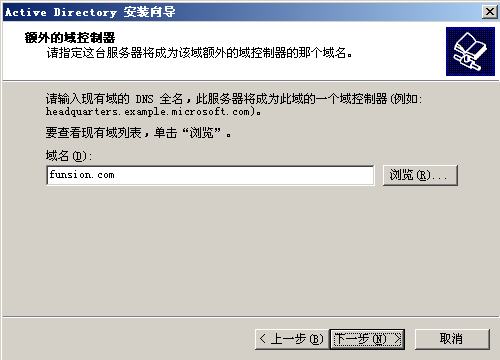 Active Directory 安装向导
额外的域控制器
请指定这台服务器将成为该域额外的域控制器的那个域名。
请输入现有域的 DNS 全名，此服务器将成为此域的一个域控制器(例如:
headquarters.example.microsoft.com)。
要查看现有域列表，单击“浏览”。
域名(D):
funsion.com
浏览(R)...
< 上一步(B)
下一步(N) >
取消